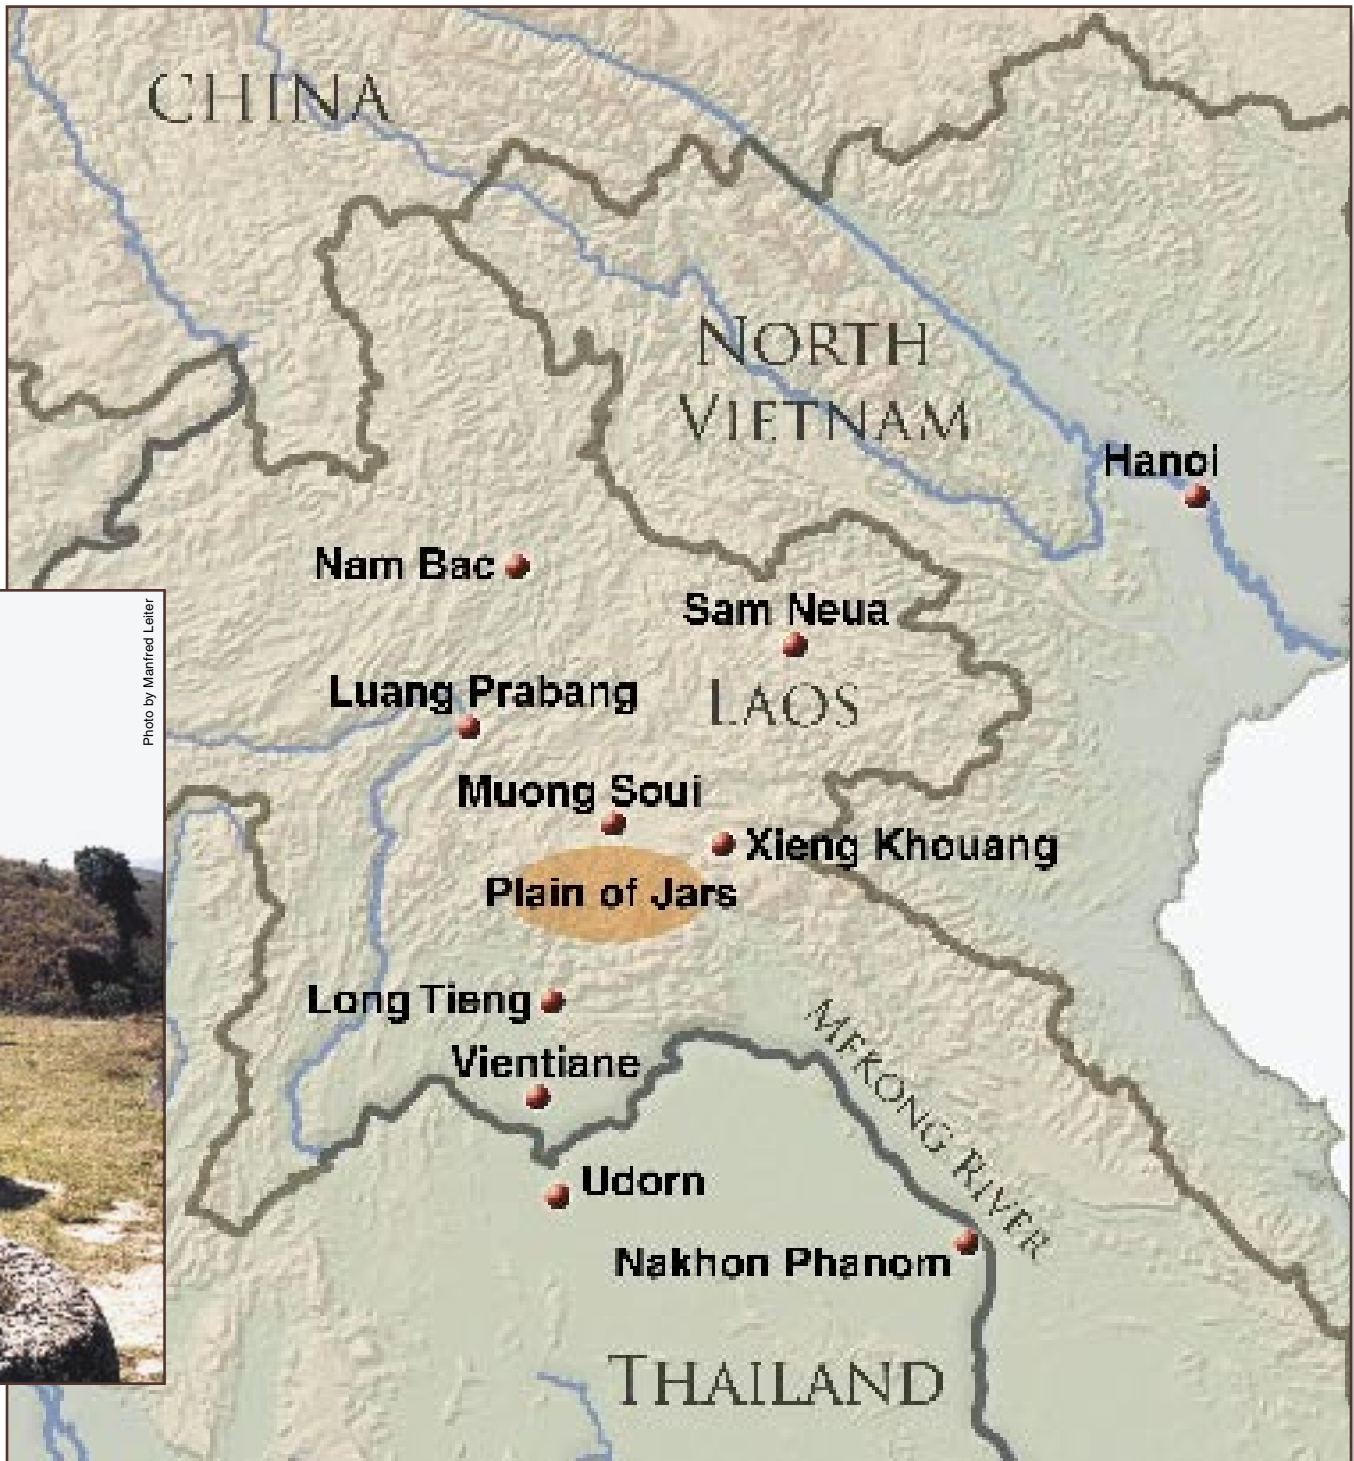 CHINA
NORTH
VIETNAM
Hanoi
Nam Bac
Sam Neua
Photo by Manfred Leiter
Luang Prabang
LAOS
Muong Soui
Xieng Khouang
Plain of Jars
Long Tieng
MEKONG RIVER
Vientiane
Udorn
Nakhon Phanom
THAILAND